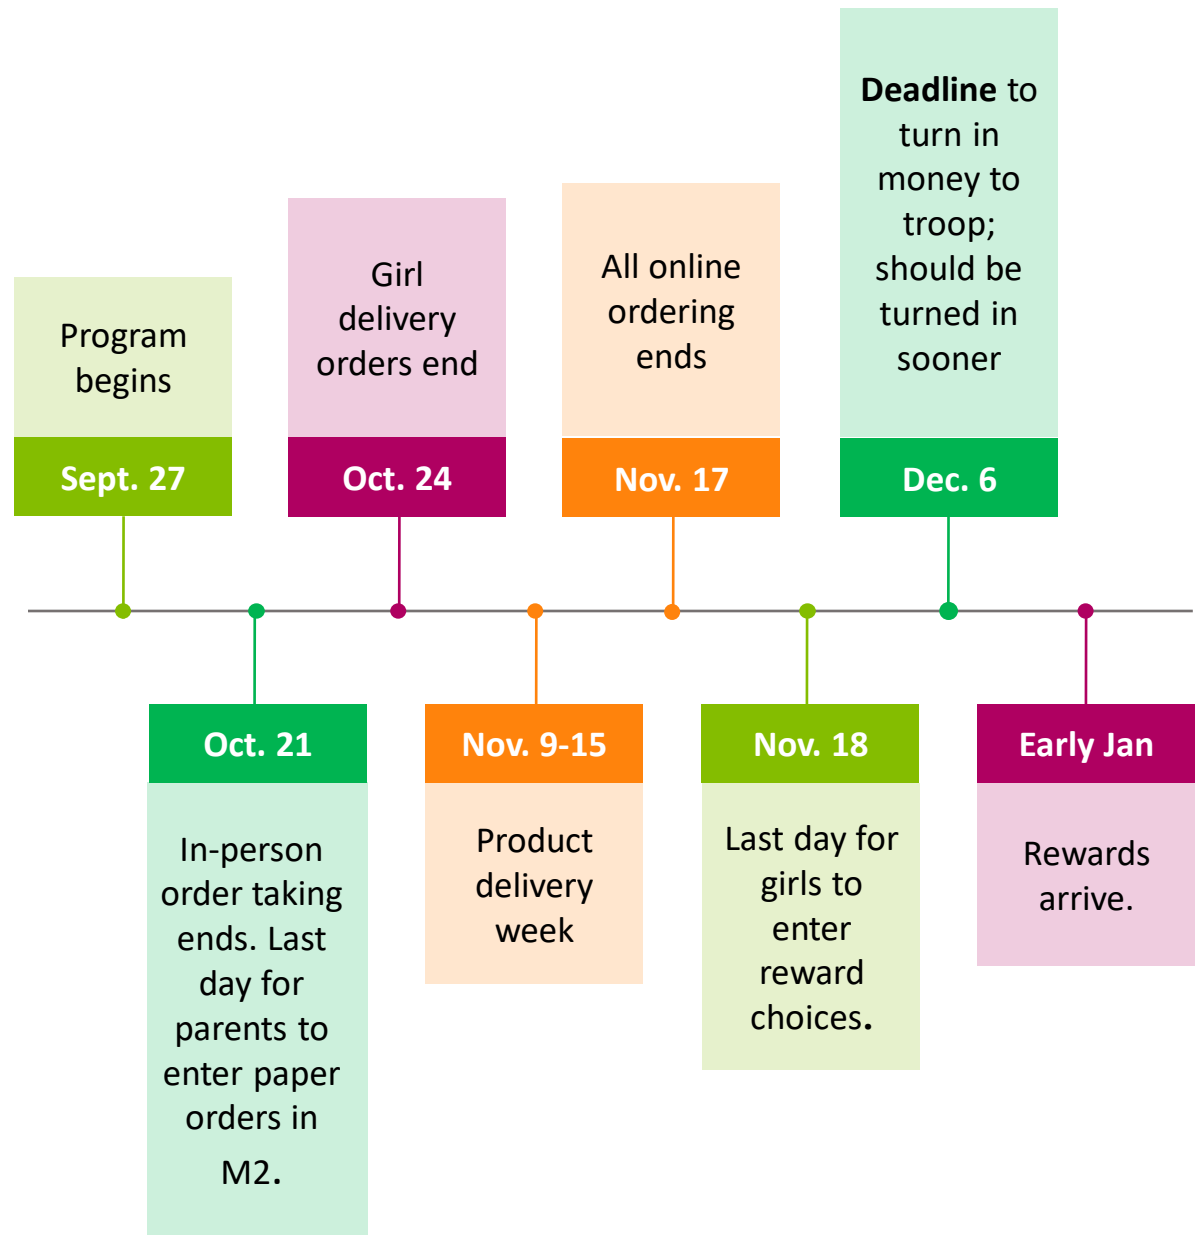 Program
begins
Sept. 27
Girl
delivery
orders end
Oct. 24
All online
ordering
ends
Nov. 17
Deadline to
turn in
money to
troop;
should be
turned in
sooner
Dec. 6
Oct. 21
In-person
order taking
ends. Last
day for
parents to
enter paper
orders in
M2.
Nov. 9-15
Product
delivery
week
Nov. 18
Last day for
girls to
enter
reward
choices.
Early Jan
Rewards
arrive.